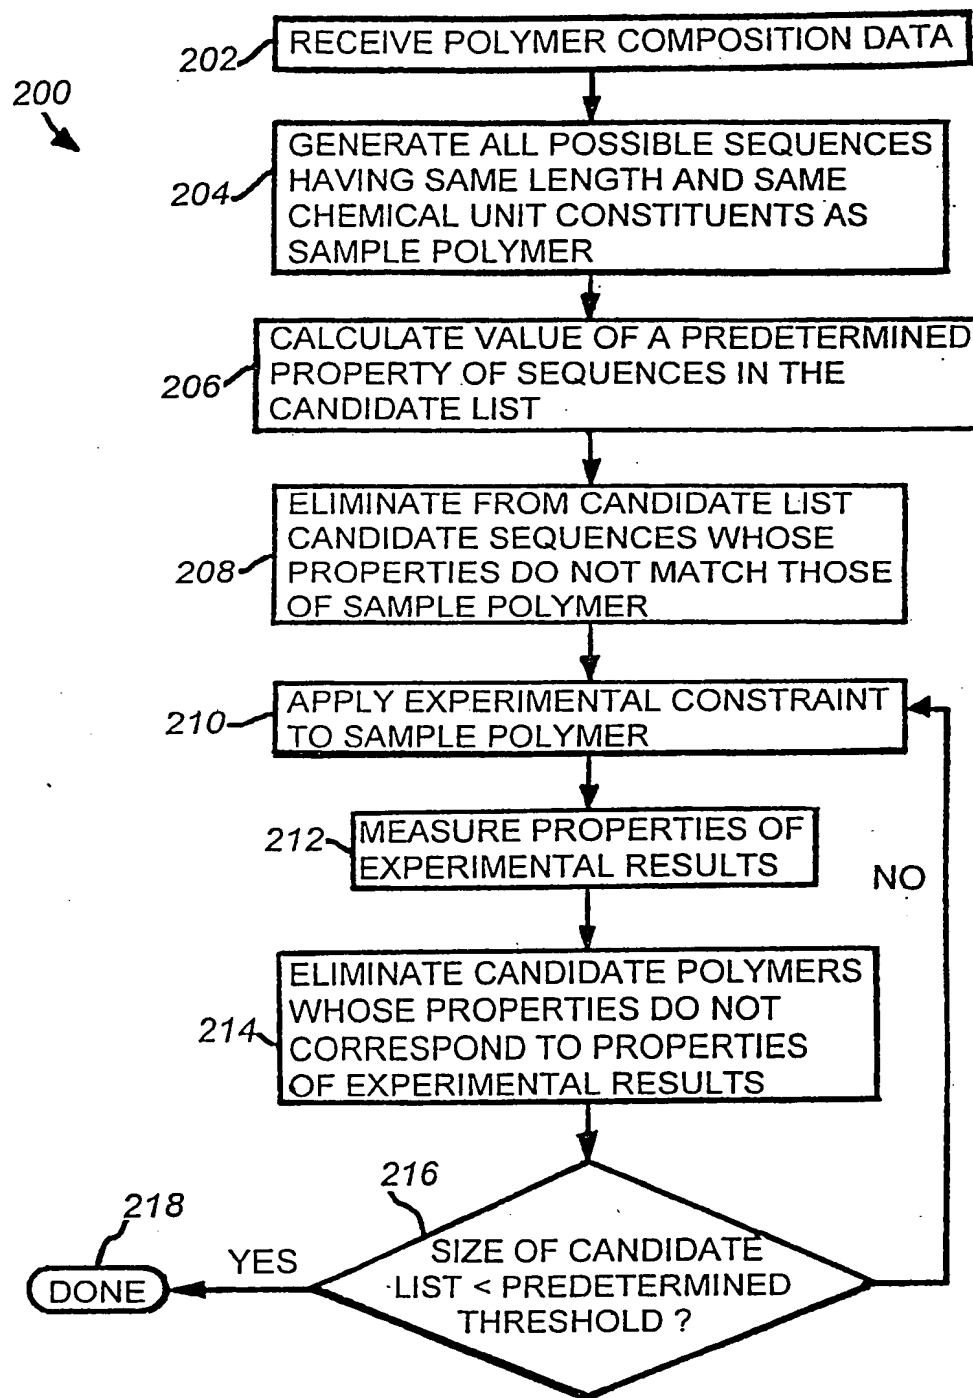 200
202
RECEIVE POLYMER COMPOSITION DATA
204
GENERATE ALL POSSIBLE SEQUENCES
HAVING SAME LENGTH AND SAME
CHEMICAL UNIT CONSTITUENTS AS
SAMPLE POLYMER
206
CALCULATE VALUE OF A PREDETERMINED
PROPERTY OF SEQUENCES IN THE
CANDIDATE LIST
208
ELIMINATE FROM CANDIDATE LIST
CANDIDATE SEQUENCES WHOSE
PROPERTIES DO NOT MATCH THOSE
OF SAMPLE POLYMER
210
APPLY EXPERIMENTAL CONSTRAINT
TO SAMPLE POLYMER
212
MEASURE PROPERTIES OF
EXPERIMENTAL RESULTS
NO
214
ELIMINATE CANDIDATE POLYMERS
WHOSE PROPERTIES DO NOT
CORRESPOND TO PROPERTIES
OF EXPERIMENTAL RESULTS
216
SIZE OF CANDIDATE
LIST < PREDETERMINED
THRESHOLD ?
YES
218
DONE